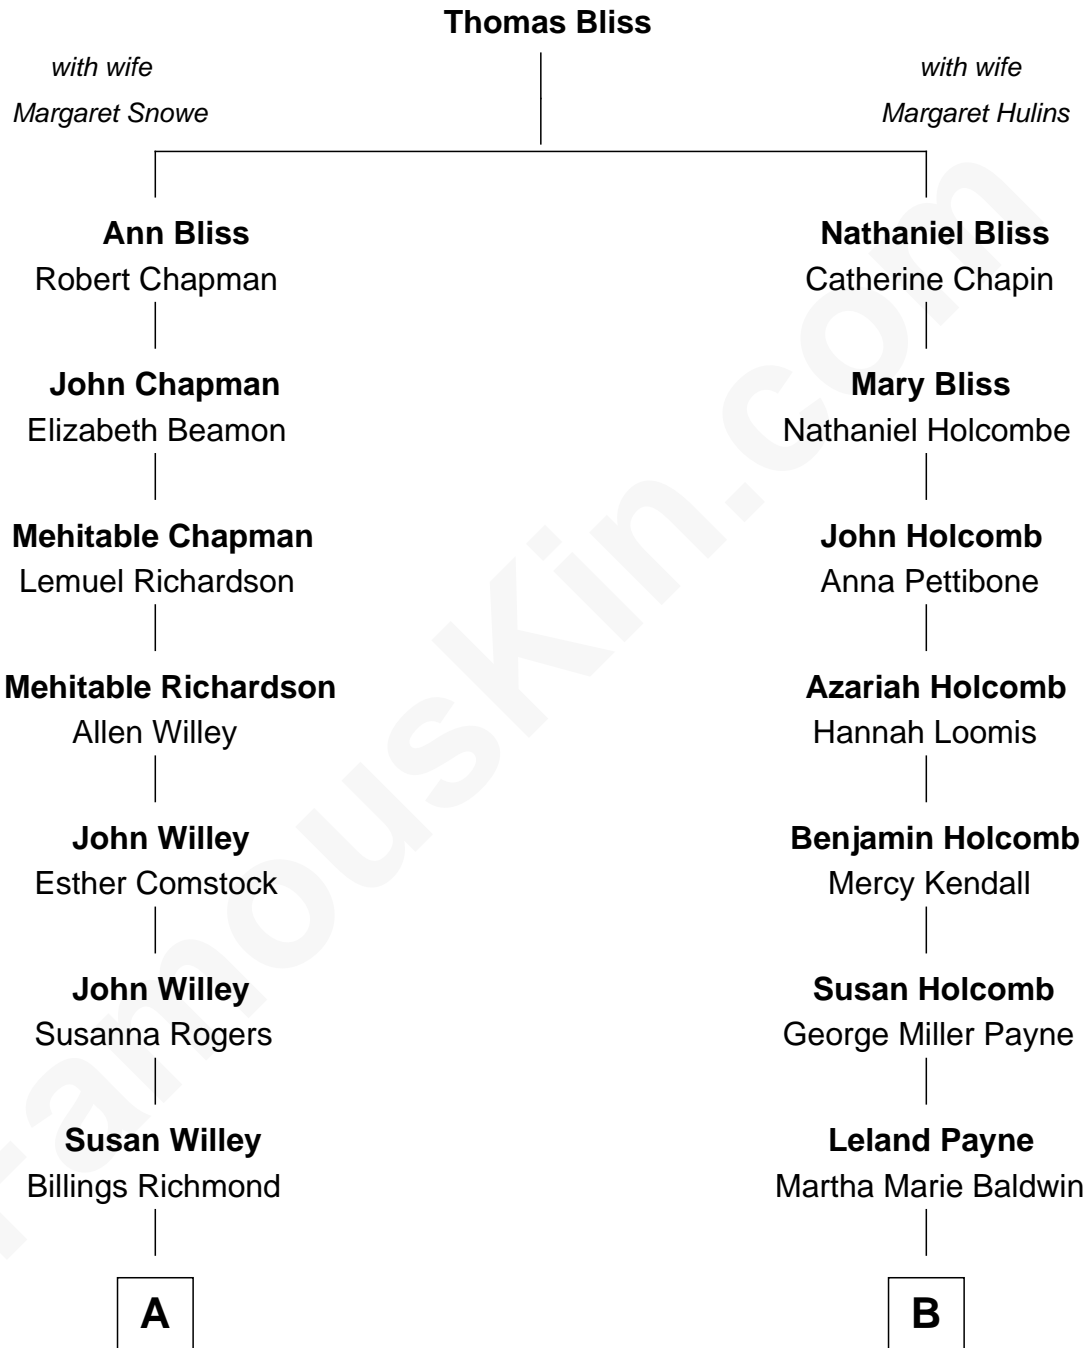 Thomas Bliss
with wife
Margaret Snowe
with wife
Margaret Hulins
Ann Bliss
Robert Chapman
Nathaniel Bliss
Catherine Chapin
John Chapman
Elizabeth Beamon
Mary Bliss
Nathaniel Holcombe
Mehitable Chapman
Lemuel Richardson
John Holcomb
Anna Pettibone
Mehitable Richardson
Allen Willey
Azariah Holcomb
Hannah Loomis
John Willey
Esther Comstock
Benjamin Holcomb
Mercy Kendall
John Willey
Susanna Rogers
Susan Holcomb
George Miller Payne
Susan Willey
Billings Richmond
Leland Payne
Martha Marie Baldwin
A
B
FamousKin.com